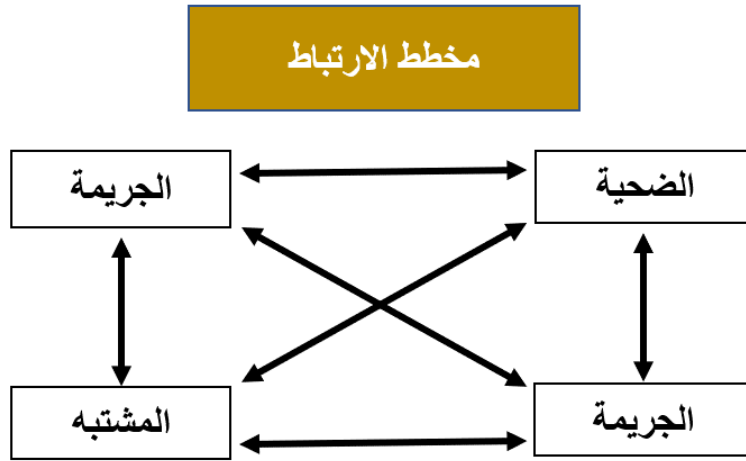 مخطط الارتباط
الضحية
الجريمة
الجريمة
المشتبه